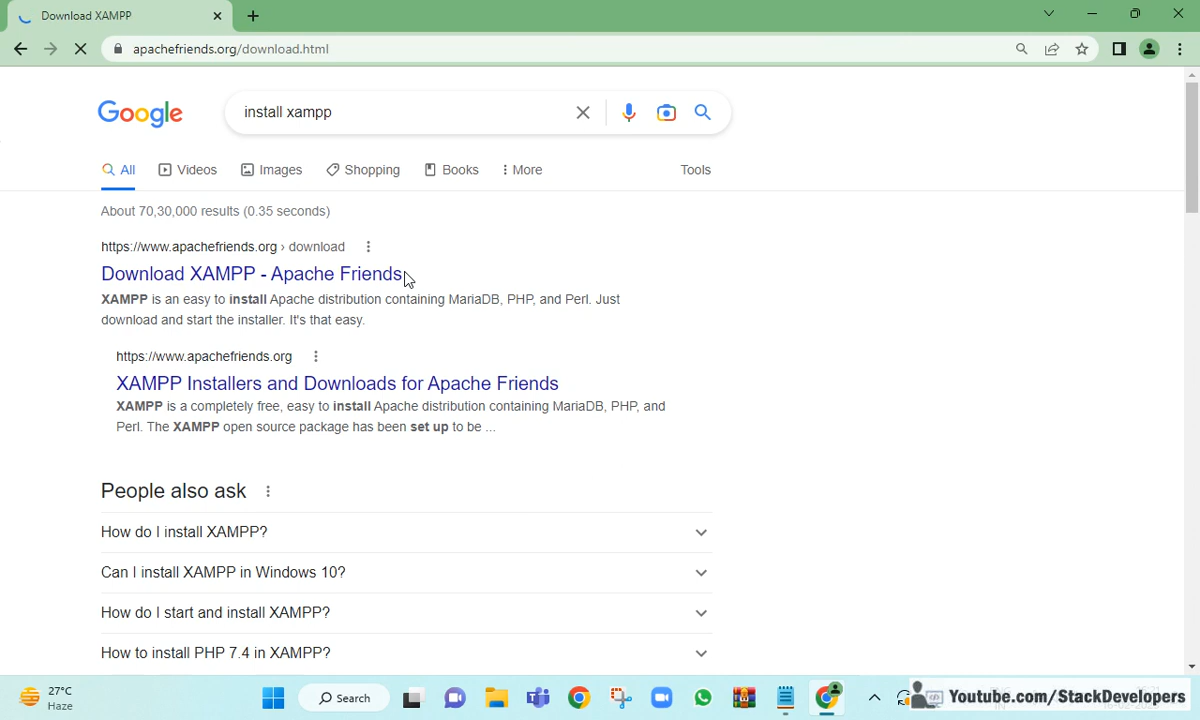 Download XAMPP
apachefriends.org/download.html
Google
install xampp
All Videos Images Shopping Books More Tools
About 70,30,000 results (0.35 seconds)
https://www.apachefriends.org › download
Download XAMPP - Apache Friends
XAMPP is an easy to install Apache distribution containing MariaDB, PHP, and Perl. Just
download and start the installer. It's that easy.
https://www.apachefriends.org
XAMPP Installers and Downloads for Apache Friends
XAMPP is a completely free, easy to install Apache distribution containing MariaDB, PHP, and
Perl. The XAMPP open source package has been set up to be ...
People also ask
How do I install XAMPP?
Can I install XAMPP in Windows 10?
How do I start and install XAMPP?
How to install PHP 7.4 in XAMPP?
27°C
Haze
Search
Youtube.com/StackDevelopers